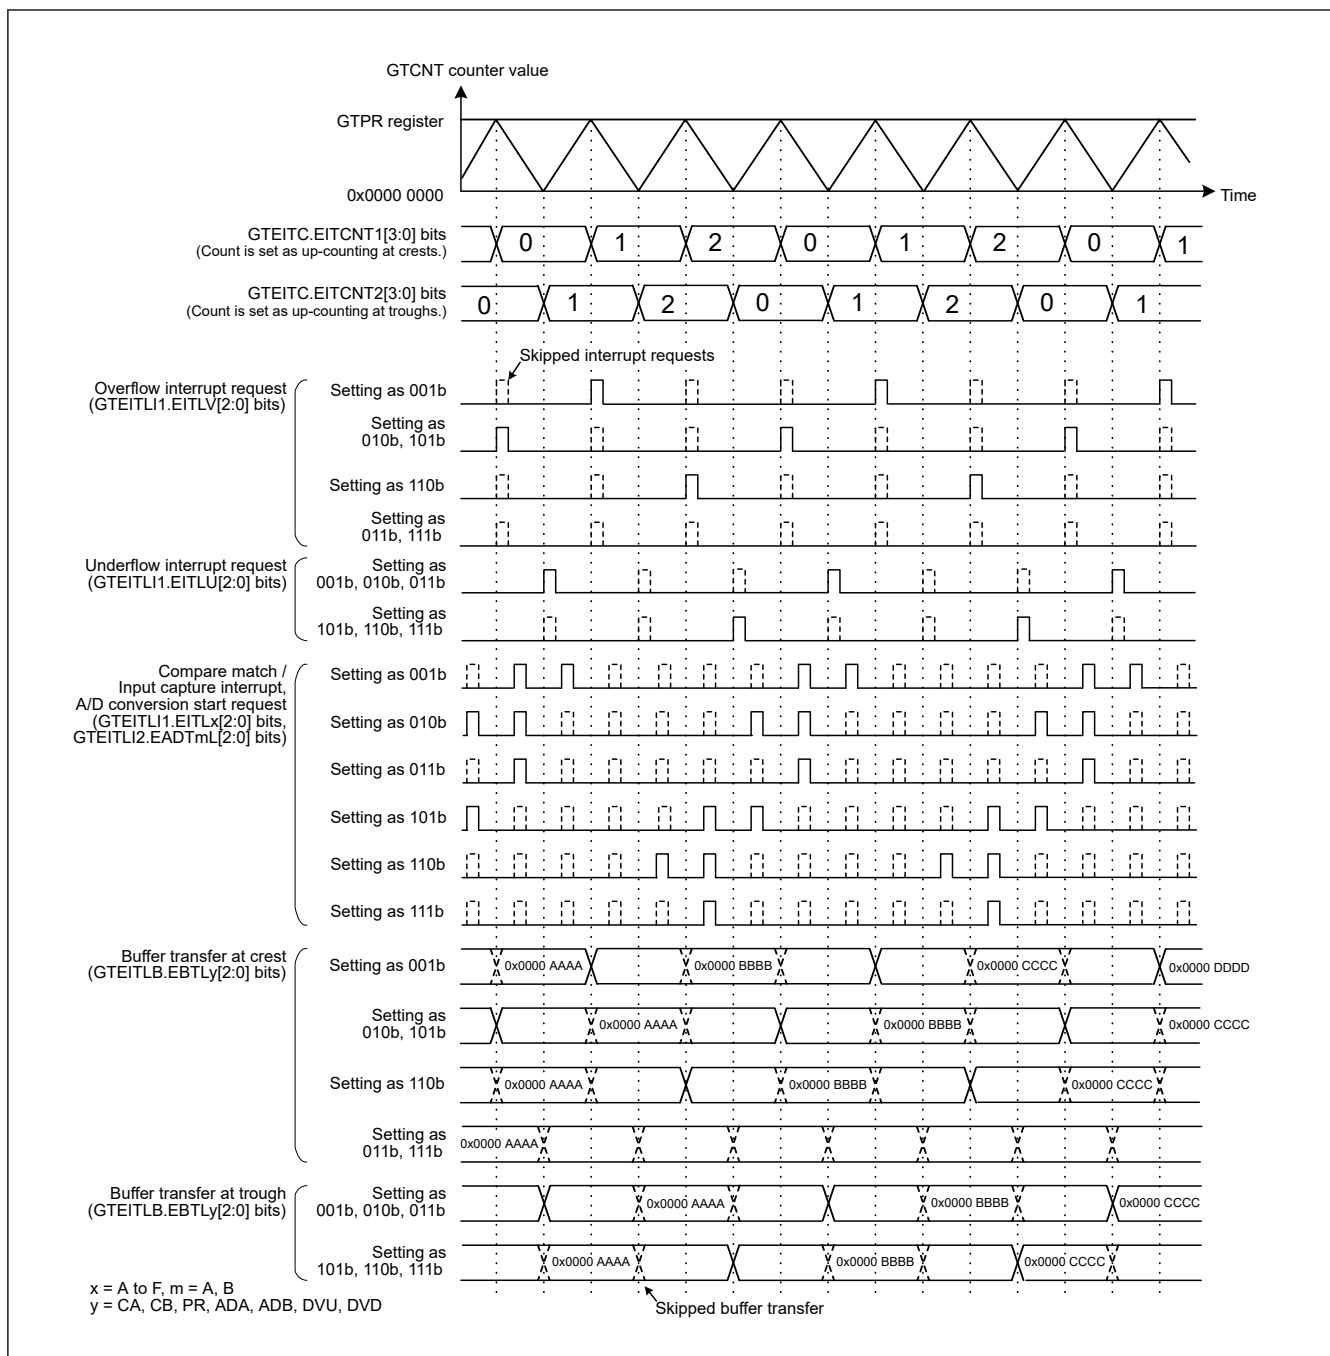 GTCNT counter value
GTPR register
0x0000 0000
Time
GTEITC.EITCNT1[3:0] bits
(Count is set as up-counting at crests.)
0 1 2 0 1 2 0 1
GTEITC.EITCNT2[3:0] bits
(Count is set as up-counting at troughs.)
0 1 2 0 1 2 0 1
Skipped interrupt requests
Overflow interrupt request
(GTEITLI1.EITLV[2:0] bits)
Setting as 001b
Setting as
010b, 101b
Setting as 110b
Setting as
011b, 111b
Underflow interrupt request
(GTEITLI1.EITLU[2:0] bits)
Setting as
001b, 010b, 011b
Setting as
101b, 110b, 111b
Compare match /
Input capture interrupt,
A/D conversion start request
(GTEITLI1.EITLx[2:0] bits,
GTEITLI2.EADTmL[2:0] bits)
Setting as 001b
Setting as 010b
Setting as 011b
Setting as 101b
Setting as 110b
Setting as 111b
Buffer transfer at crest
(GTEITLB.EBTLy[2:0] bits)
Setting as 001b
0x0000 AAAA 0x0000 BBBB 0x0000 CCCC 0x0000 DDDD
Setting as
010b, 101b
0x0000 AAAA 0x0000 BBBB 0x0000 CCCC
Setting as 110b
0x0000 AAAA 0x0000 BBBB 0x0000 CCCC
Setting as
011b, 111b
0x0000 AAAA
Buffer transfer at trough
(GTEITLB.EBTLy[2:0] bits)
Setting as
001b, 010b, 011b
0x0000 AAAA 0x0000 BBBB 0x0000 CCCC
Setting as
101b, 110b, 111b
0x0000 AAAA 0x0000 BBBB 0x0000 CCCC
x = A to F, m = A, B
y = CA, CB, PR, ADA, ADB, DVU, DVD
Skipped buffer transfer